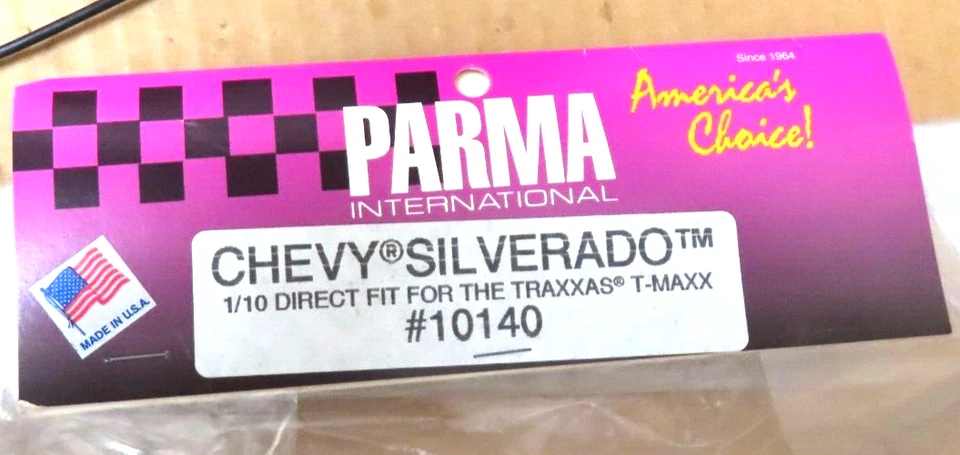 Since 1964
America's
Choice!
PARMA
INTERNATIONAL
CHEVY®SILVERADO™
1/10 DIRECT FIT FOR THE TRAXXAS® T-MAXX
#10140
MADE IN U.S.A.